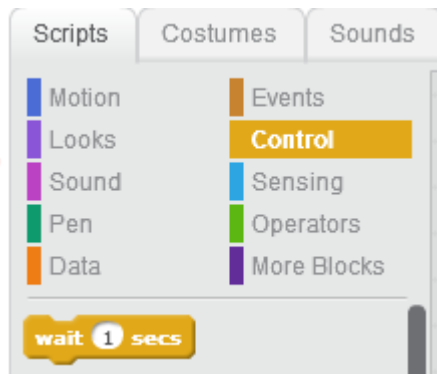 Scripts Costumes Sounds
Motion Events
Looks Control
Sound Sensing
Pen Operators
Data More Blocks
wait 1 secs